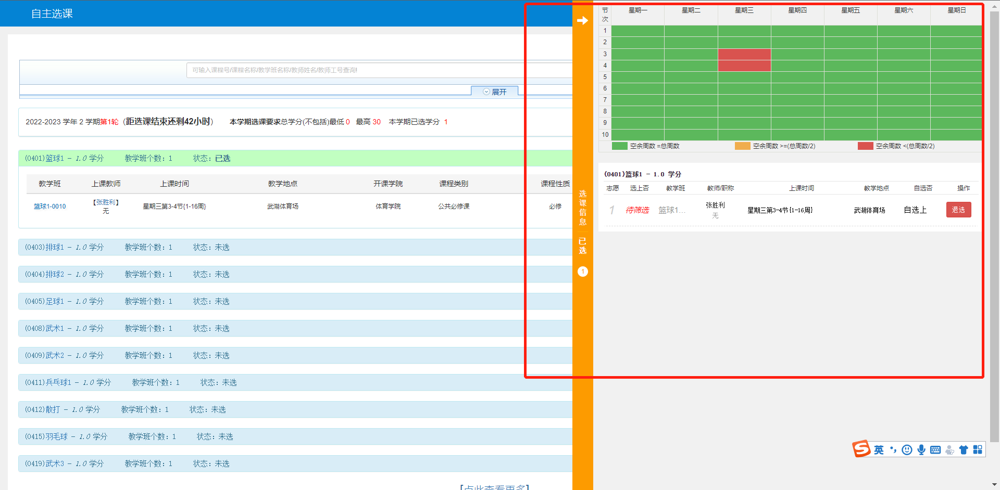 自主选课
可输入课程号/课程名称/教学班名称/教师姓名/教师工号查询!
展开
2022-2023 学年 2 学期第1轮（距选课结束还剩42小时） 本学期选课要求总学分(不包括)最低 0 最高 30 本学期已选学分 1
(0401)篮球1 - 1.0 学分 教学班个数：1 状态：已选
教学班 上课教师 上课时间 教学地点 开课学院 课程类别 课程性质
篮球1-0010 【张胜利】 星期三第3-4节{1-16周} 武湖体育场 体育学院 公共必修课 必修
无
(0403)排球1 - 1.0 学分 教学班个数：1 状态：未选
(0404)排球2 - 1.0 学分 教学班个数：1 状态：未选
(0405)足球1 - 1.0 学分 教学班个数：1 状态：未选
(0408)武术1 - 1.0 学分 教学班个数：1 状态：未选
(0409)武术2 - 1.0 学分 教学班个数：1 状态：未选
(0411)兵乓球1 - 1.0 学分 教学班个数：1 状态：未选
(0412)散打 - 1.0 学分 教学班个数：1 状态：未选
(0415)羽毛球 - 1.0 学分 教学班个数：1 状态：未选
(0419)武术3 - 1.0 学分 教学班个数：1 状态：未选
【点此查看更多】
选课信息
已选
1
节次 星期一 星期二 星期三 星期四 星期五 星期六 星期日
1
2
3
4
5
6
7
8
9
10
空余周数 =总周数 空余周数 >=(总周数/2) 空余周数 <(总周数/2)
(0401)篮球1 - 1.0 学分
志愿 选上否 教学班 教师/职称 上课时间 教学地点 自选否 操作
1 待筛选 篮球1... 张胜利 星期三第3-4节{1-16周} 武湖体育场 自选上 退选
无
英